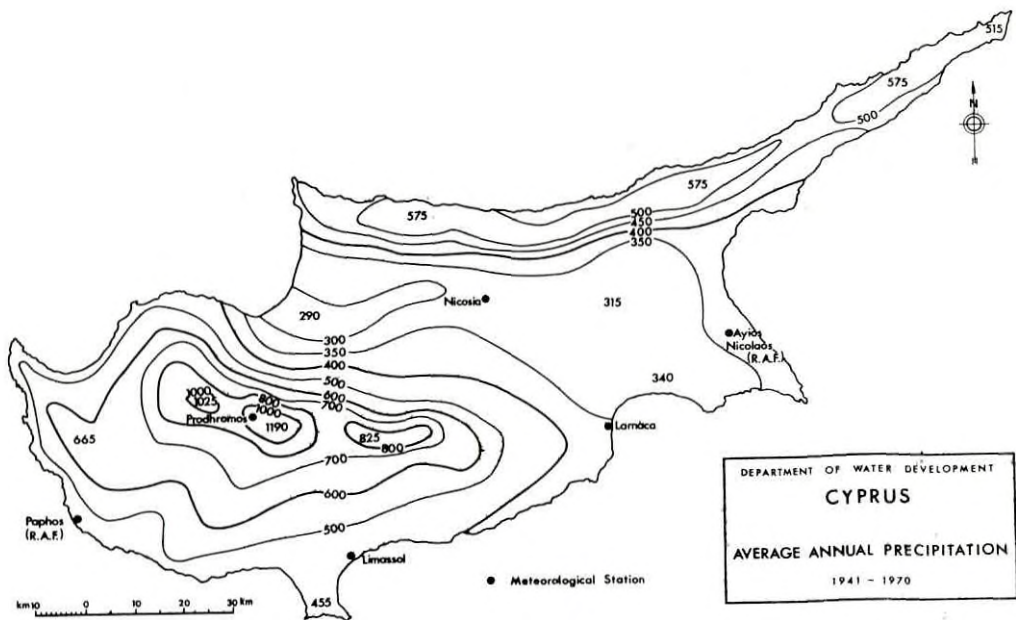 515
575
500
575
575
500
450
400
350
290
Nicosia
315
300
350
400
500
600
700
Ayios
Nicolaos
(R.A.F.)
340
1000
1025
800
1000
Prodhromos
1190
825
800
665
700
600
500
Larnaca
Paphos
(R.A.F.)
Limassol
455
Meteorological Station
km10 0 10 20 30 km
N
DEPARTMENT OF WATER DEVELOPMENT
CYPRUS
AVERAGE ANNUAL PRECIPITATION
1941 – 1970